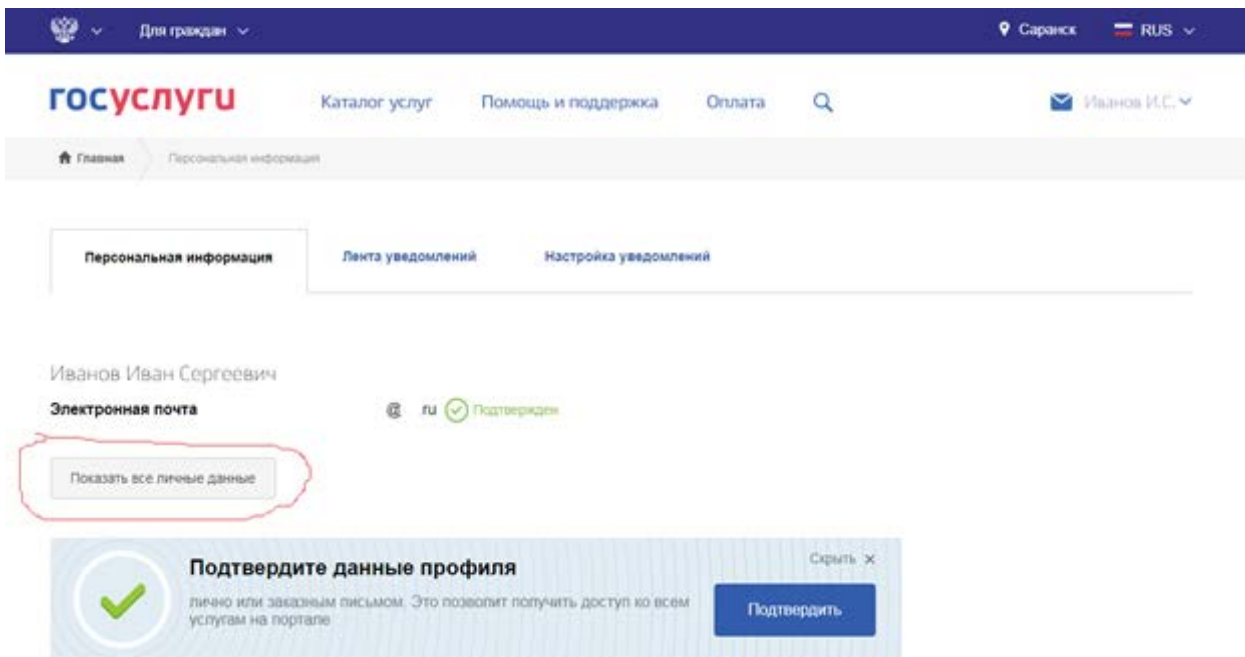 Для граждан
Саранск RUS
госуслуги Каталог услуг Помощь и поддержка Оплата Иванов И.С.
Главная Персональная информация
Персональная информация Лента уведомлений Настройка уведомлений
Иванов Иван Сергеевич
Электронная почта @ ru Подтвержден
Показать все личные данные
Подтвердите данные профиля Скрыть ×
лично или заказным письмом. Это позволит получить доступ ко всем
услугам на портале
Подтвердить